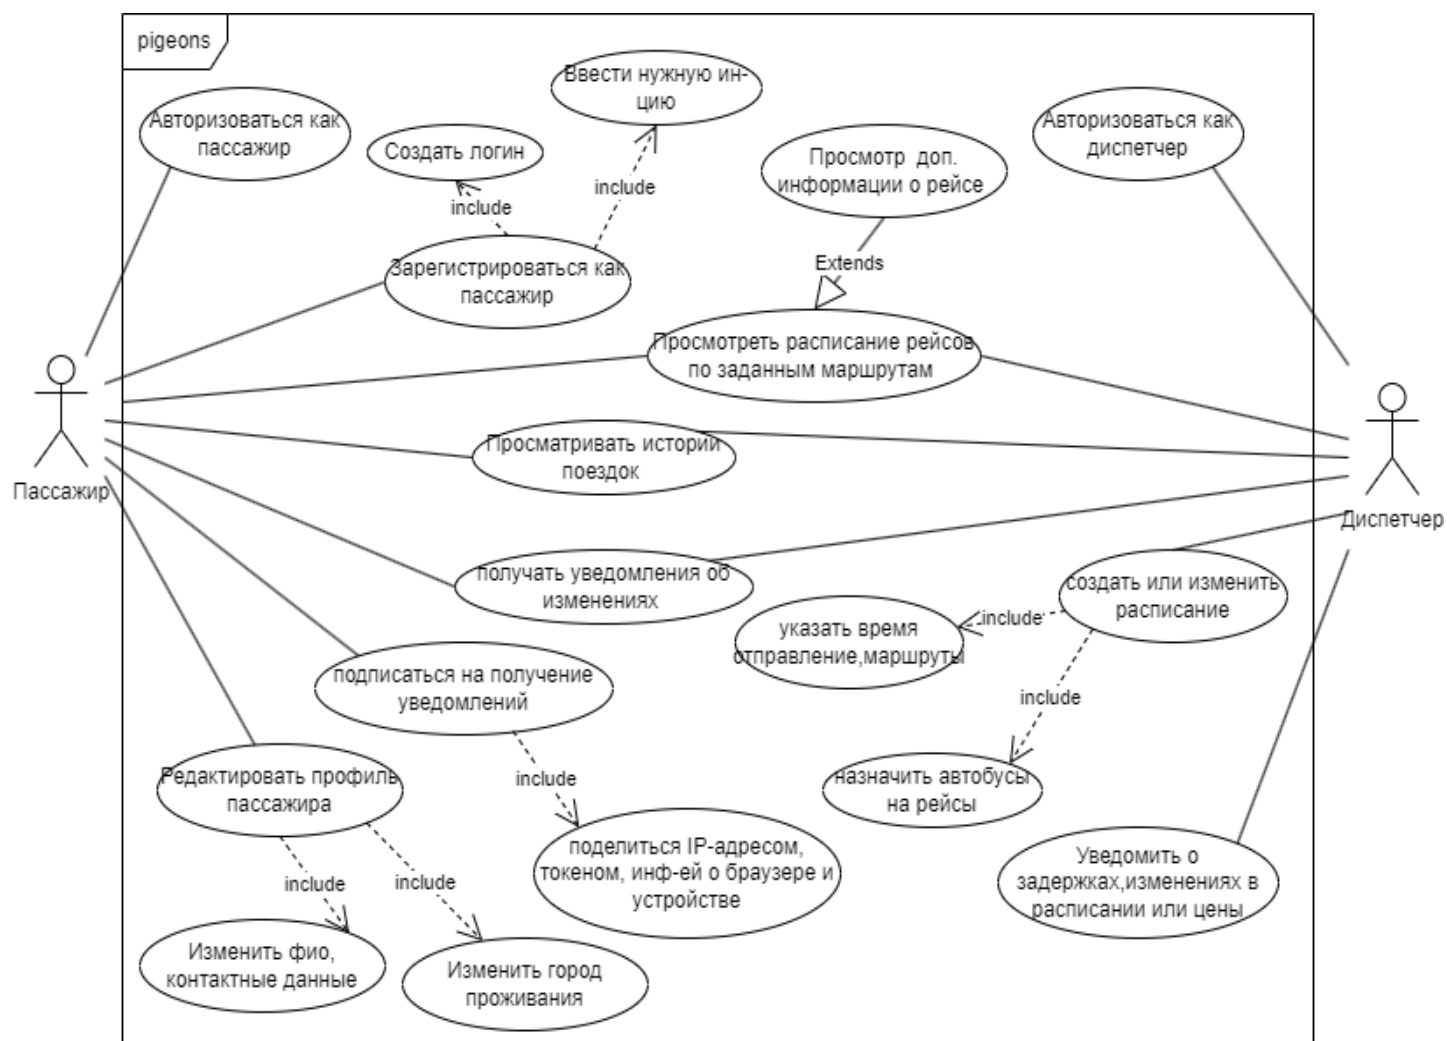 pigeons
Ввести нужную ин-
цию
Авторизоваться как
пассажир
Создать логин
Авторизоваться как
диспетчер
Просмотр доп.
информации о рейсе
include
include
Зарегистрироваться как
пассажир
Extends
Просмотреть расписание рейсов
по заданным маршрутам
Просматривать историй
поездок
Пассажир
Диспетчер
получать уведомления об
изменениях
создать или изменить
расписание
include
указать время
отправление,маршруты
подписаться на получение
уведомлений
include
Редактировать профиль
пассажира
include
назначить автобусы
на рейсы
поделиться IP-адресом,
токеном, инф-ей о браузере и
устройстве
Уведомить о
задержках,изменениях в
расписании или цены
include
include
Изменить фио,
контактные данные
Изменить город
проживания